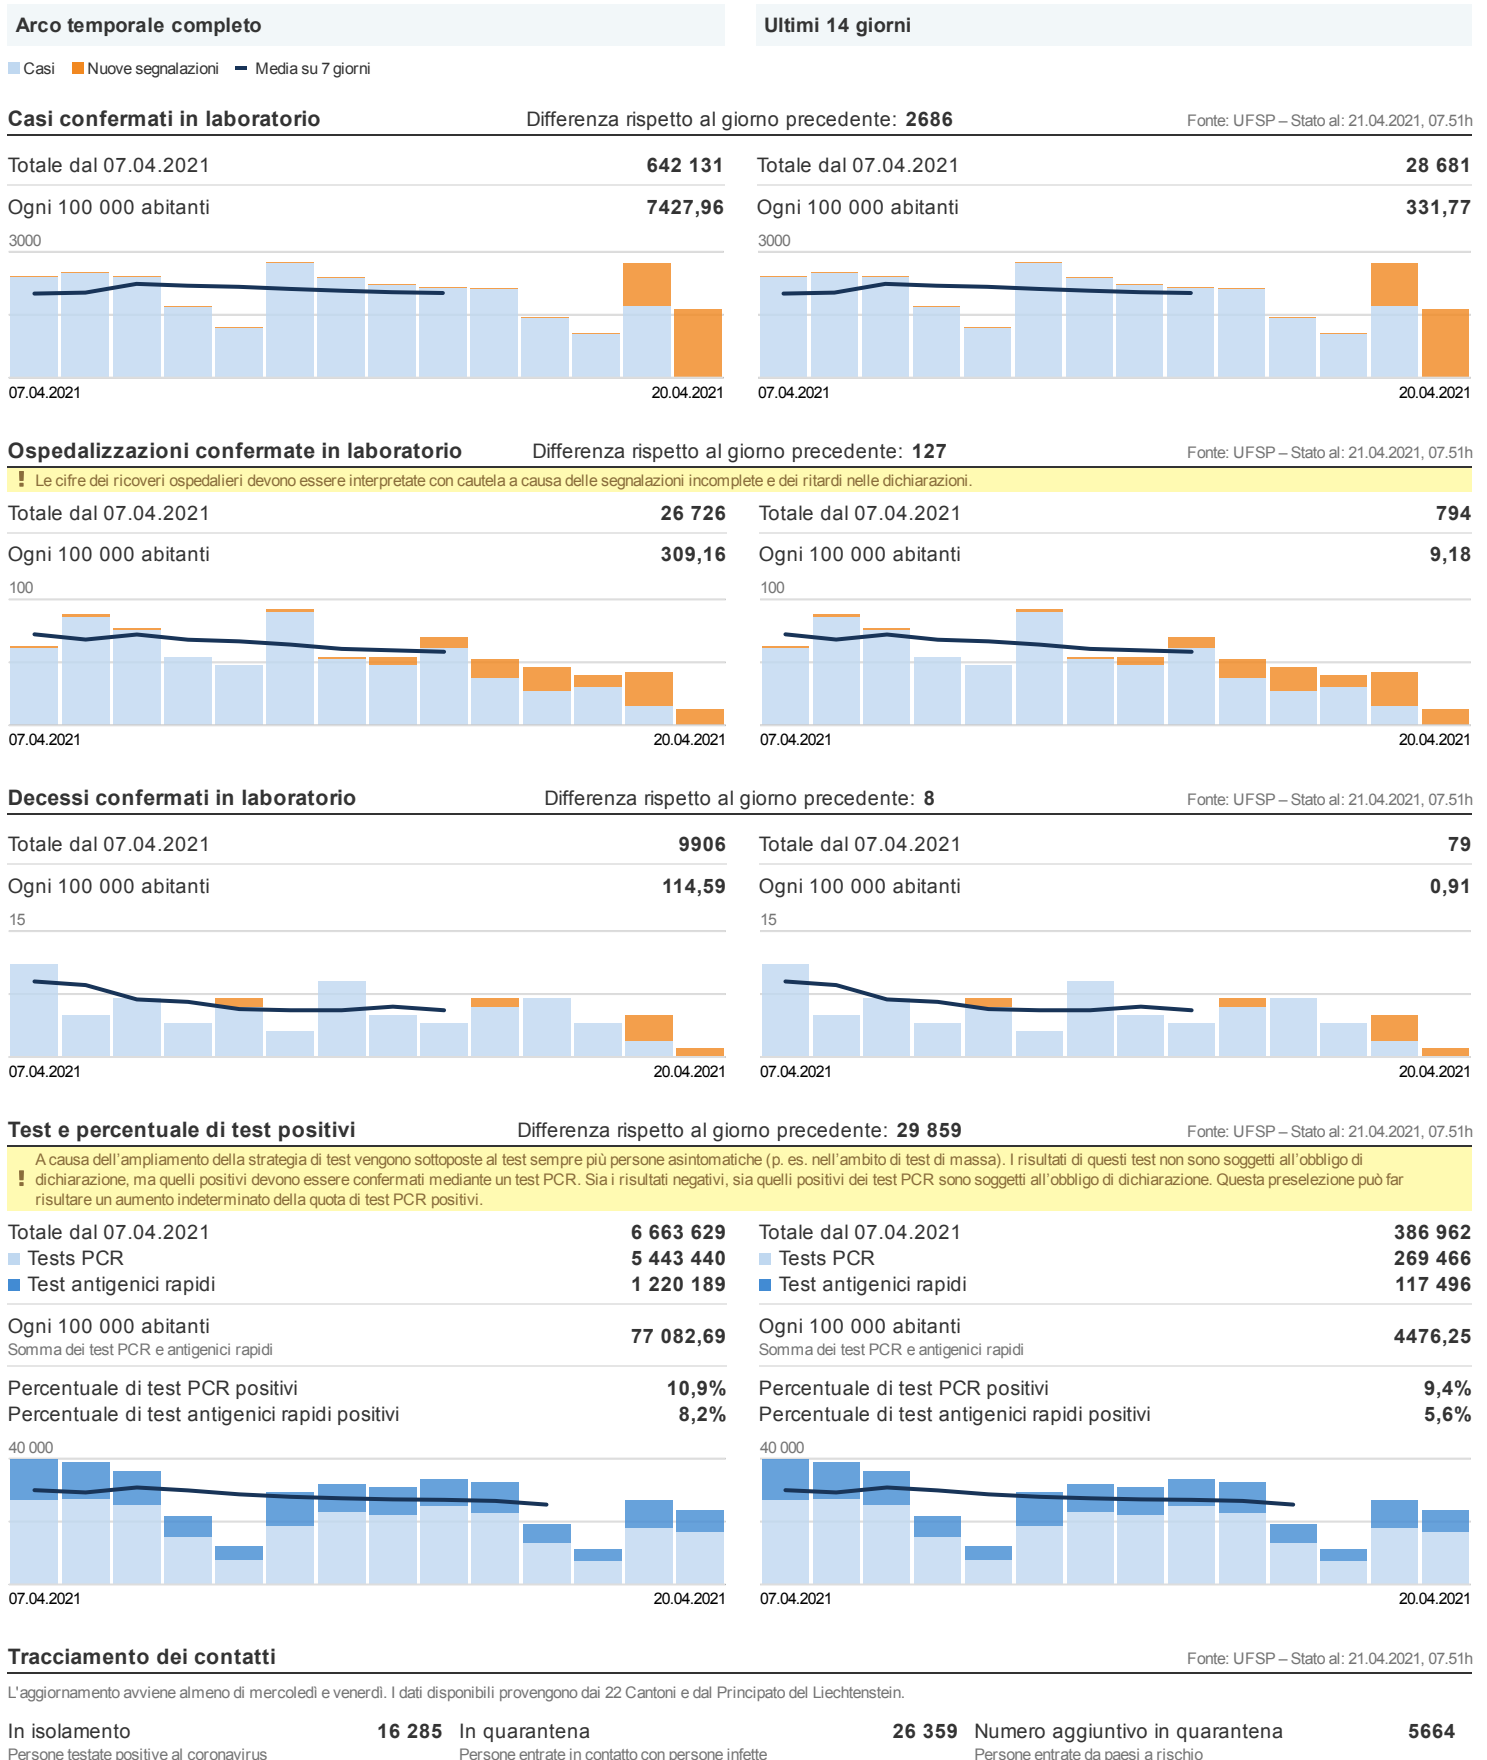 Arco temporale completo
Ultimi 14 giorni
Casi Nuove segnalazioni Media su 7 giorni
Casi confermati in laboratorio Differenza rispetto al giorno precedente: 2686 Fonte: UFSP – Stato al: 21.04.2021, 07.51h
Totale dal 07.04.2021 642 131
Ogni 100 000 abitanti 7427,96
3000
07.04.2021 20.04.2021
Totale dal 07.04.2021 28 681
Ogni 100 000 abitanti 331,77
3000
07.04.2021 20.04.2021
Ospedalizzazioni confermate in laboratorio Differenza rispetto al giorno precedente: 127 Fonte: UFSP – Stato al: 21.04.2021, 07.51h
! Le cifre dei ricoveri ospedalieri devono essere interpretate con cautela a causa delle segnalazioni incomplete e dei ritardi nelle dichiarazioni.
Totale dal 07.04.2021 26 726
Ogni 100 000 abitanti 309,16
100
07.04.2021 20.04.2021
Totale dal 07.04.2021 794
Ogni 100 000 abitanti 9,18
100
07.04.2021 20.04.2021
Decessi confermati in laboratorio Differenza rispetto al giorno precedente: 8 Fonte: UFSP – Stato al: 21.04.2021, 07.51h
Totale dal 07.04.2021 9906
Ogni 100 000 abitanti 114,59
15
07.04.2021 20.04.2021
Totale dal 07.04.2021 79
Ogni 100 000 abitanti 0,91
15
07.04.2021 20.04.2021
Test e percentuale di test positivi Differenza rispetto al giorno precedente: 29 859 Fonte: UFSP – Stato al: 21.04.2021, 07.51h
A causa dell'ampliamento della strategia di test vengono sottoposte al test sempre più persone asintomatiche (p. es. nell'ambito di test di massa). I risultati di questi test non sono soggetti all'obbligo di
! dichiarazione, ma quelli positivi devono essere confermati mediante un test PCR. Sia i risultati negativi, sia quelli positivi dei test PCR sono soggetti all'obbligo di dichiarazione. Questa preselezione può far
risultare un aumento indeterminato della quota di test PCR positivi.
Totale dal 07.04.2021 6 663 629
Tests PCR 5 443 440
Test antigenici rapidi 1 220 189
Ogni 100 000 abitanti 77 082,69
Somma dei test PCR e antigenici rapidi
Percentuale di test PCR positivi 10,9%
Percentuale di test antigenici rapidi positivi 8,2%
40 000
07.04.2021 20.04.2021
Totale dal 07.04.2021 386 962
Tests PCR 269 466
Test antigenici rapidi 117 496
Ogni 100 000 abitanti 4476,25
Somma dei test PCR e antigenici rapidi
Percentuale di test PCR positivi 9,4%
Percentuale di test antigenici rapidi positivi 5,6%
40 000
07.04.2021 20.04.2021
Tracciamento dei contatti Fonte: UFSP – Stato al: 21.04.2021, 07.51h
L'aggiornamento avviene almeno di mercoledì e venerdì. I dati disponibili provengono dai 22 Cantoni e dal Principato del Liechtenstein.
In isolamento 16 285
Persone testate positive al coronavirus
In quarantena 26 359
Persone entrate in contatto con persone infette
Numero aggiuntivo in quarantena 5664
Persone entrate da paesi a rischio